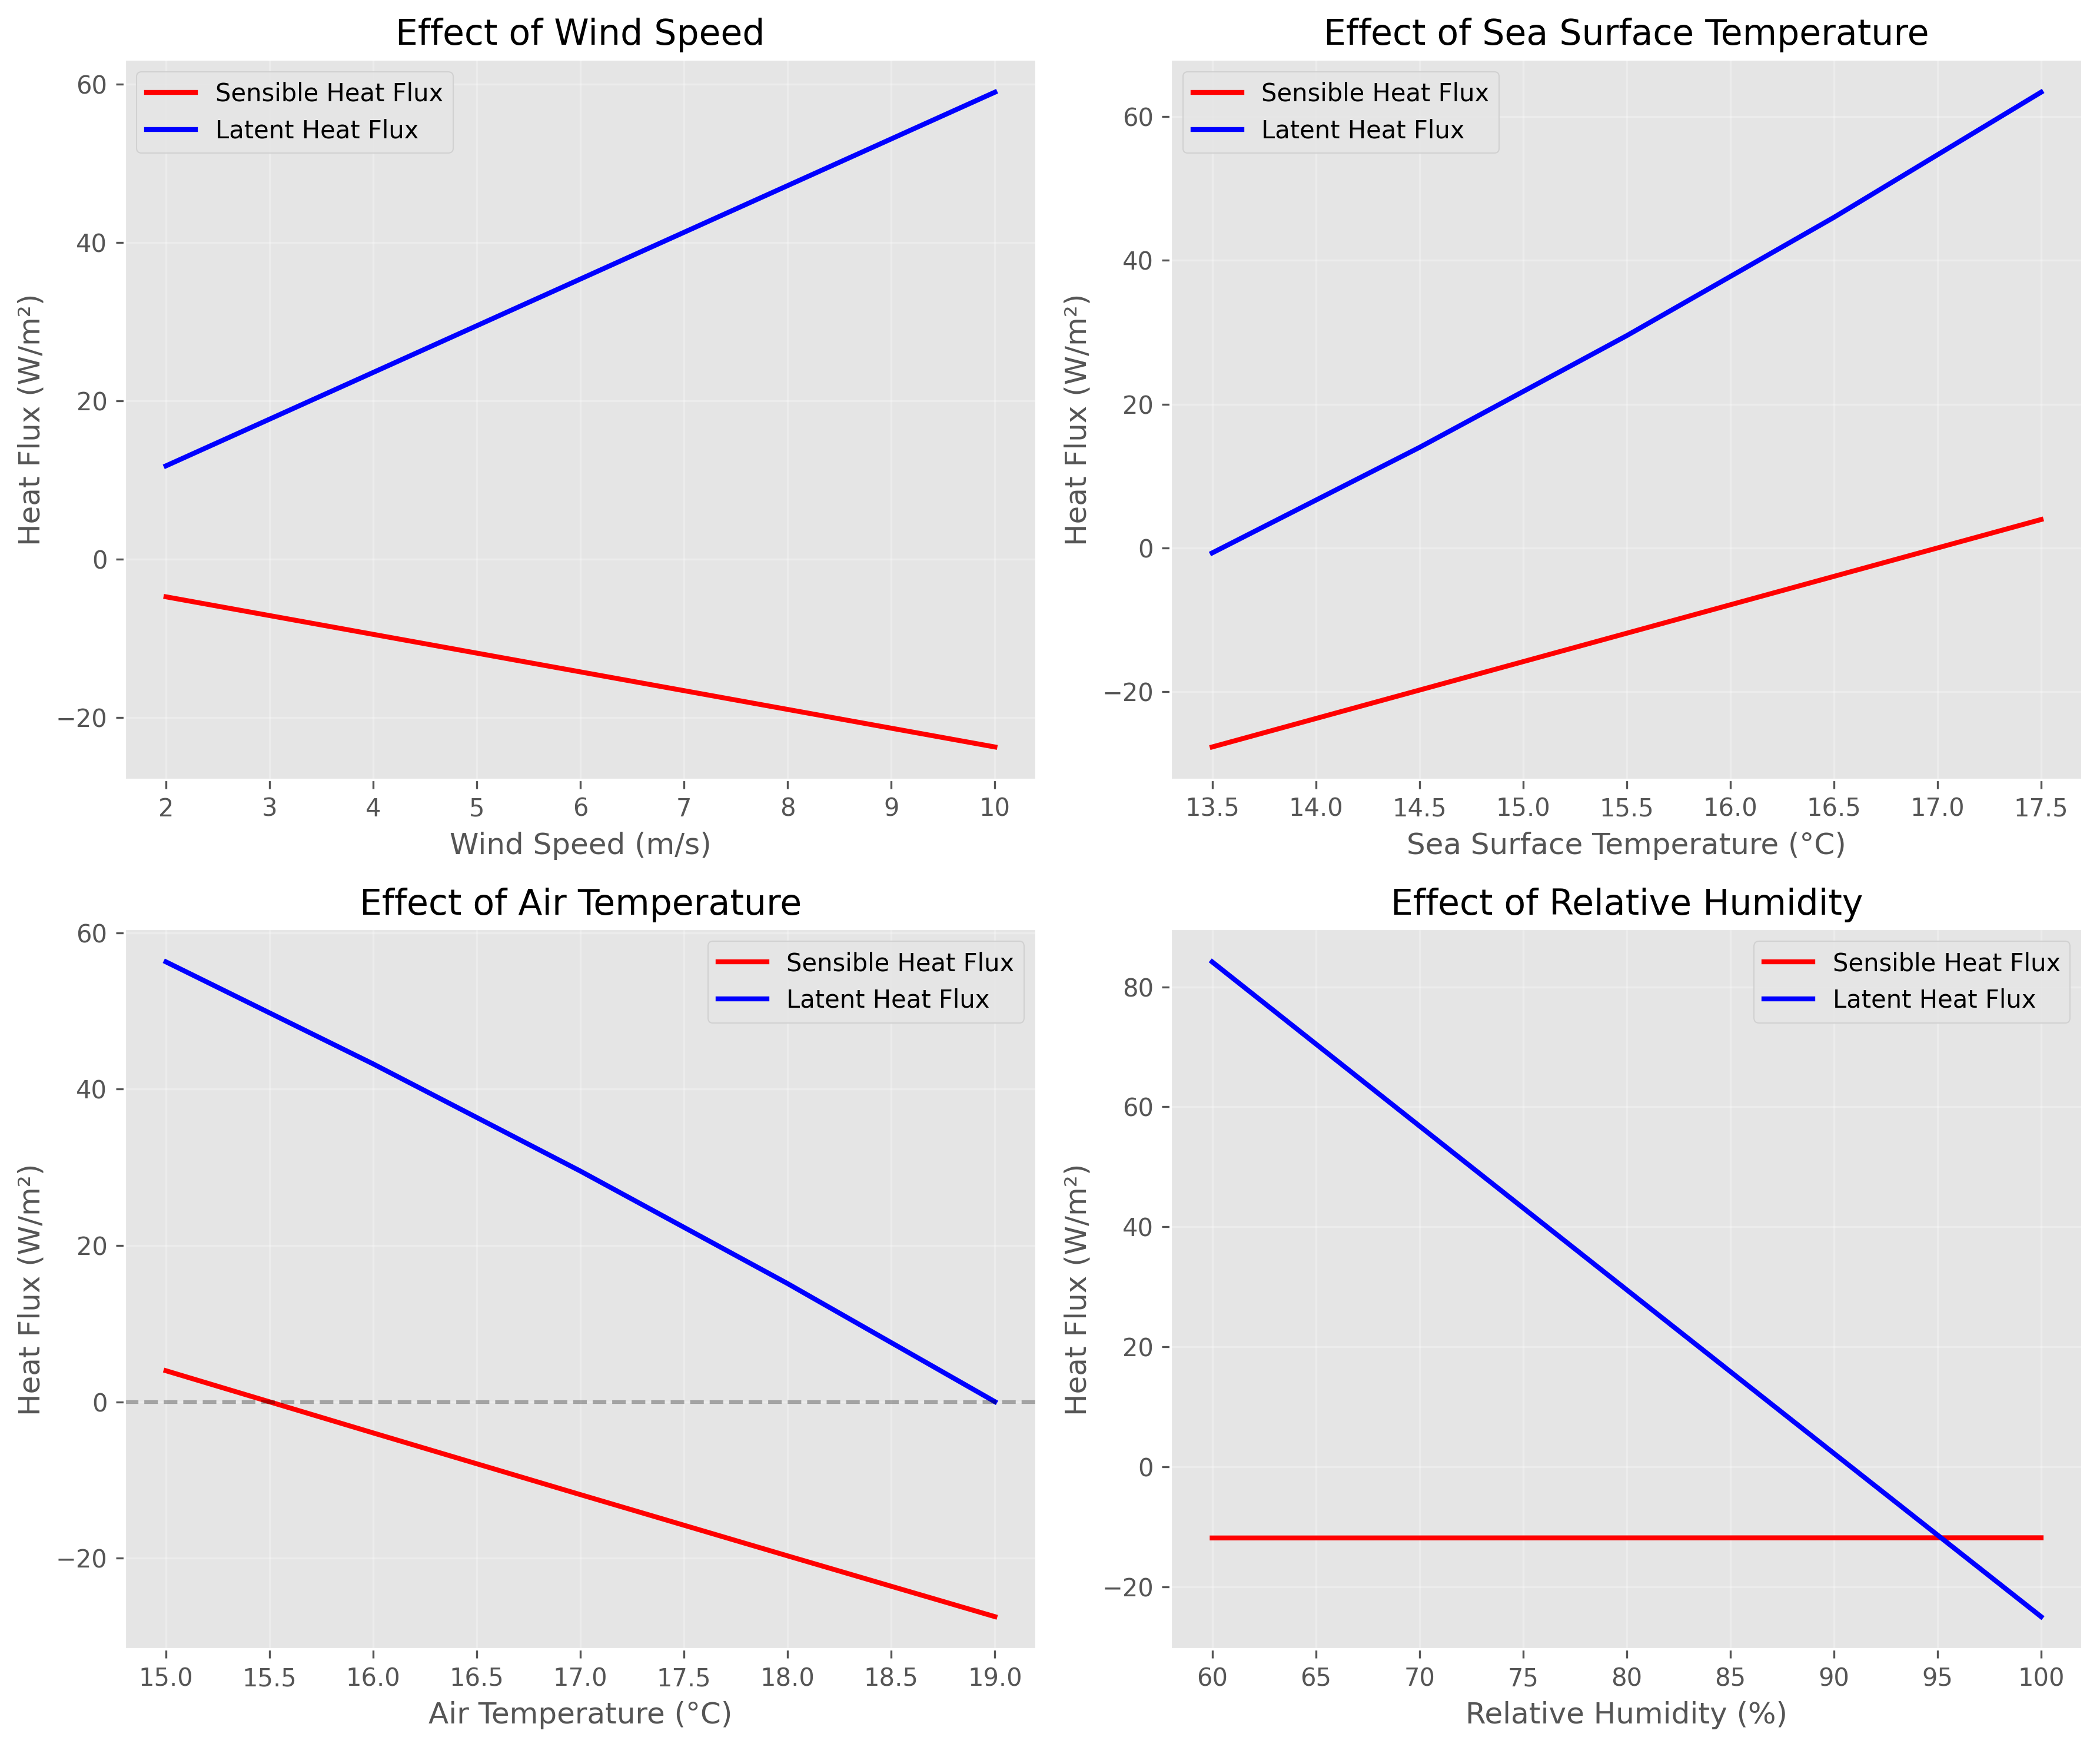 Effect of Wind Speed
Sensible Heat Flux
Latent Heat Flux
60
40
20
0
−20
Heat Flux (W/m²)
2 3 4 5 6 7 8 9 10
Wind Speed (m/s)
Effect of Sea Surface Temperature
Sensible Heat Flux
Latent Heat Flux
60
40
20
0
−20
Heat Flux (W/m²)
13.5 14.0 14.5 15.0 15.5 16.0 16.5 17.0 17.5
Sea Surface Temperature (°C)
Effect of Air Temperature
Sensible Heat Flux
Latent Heat Flux
60
40
20
0
−20
Heat Flux (W/m²)
15.0 15.5 16.0 16.5 17.0 17.5 18.0 18.5 19.0
Air Temperature (°C)
Effect of Relative Humidity
Sensible Heat Flux
Latent Heat Flux
80
60
40
20
0
−20
Heat Flux (W/m²)
60 65 70 75 80 85 90 95 100
Relative Humidity (%)